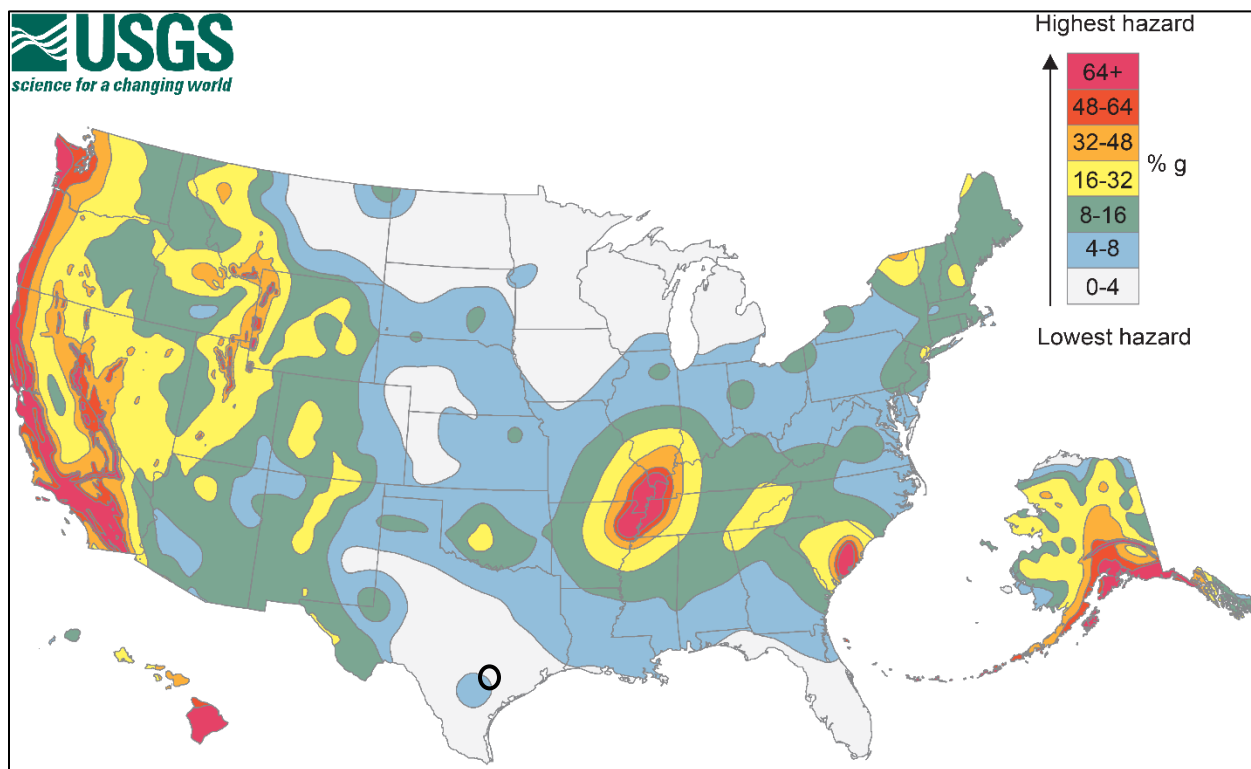 USGS
science for a changing world
Highest hazard
64+
48-64
32-48
16-32
8-16
4-8
0-4
% g
Lowest hazard